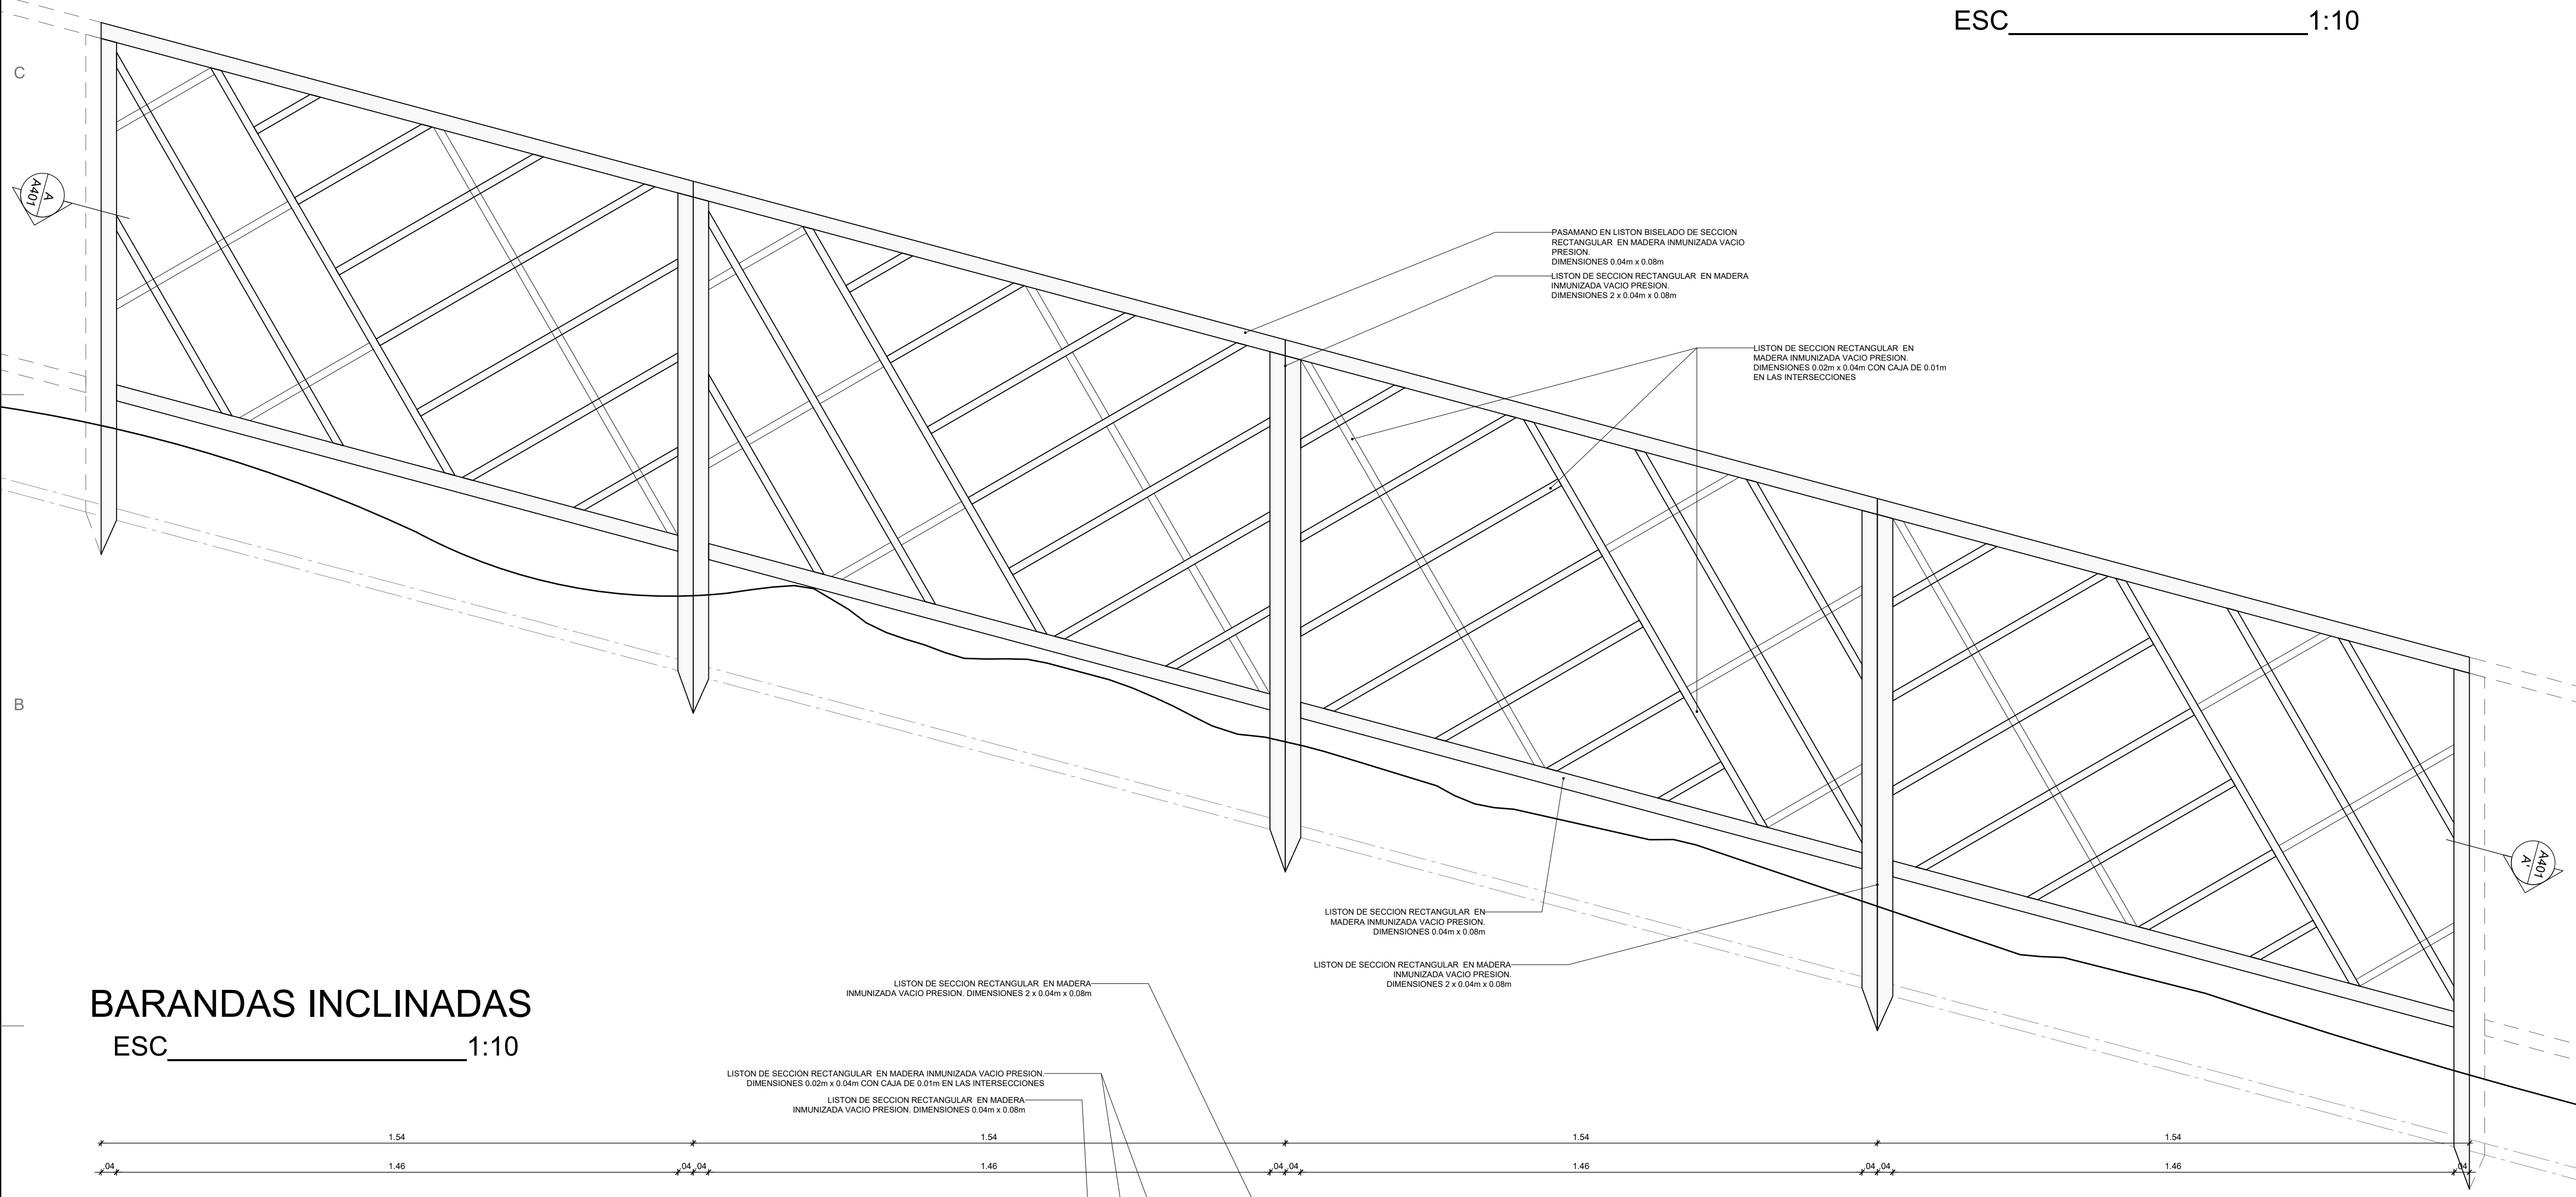 ESC 1:10
C
A
A401
PASAMANO EN LISTON BISELADO DE SECCION
RECTANGULAR EN MADERA INMUNIZADA VACIO
PRESION.
DIMENSIONES 0.04m x 0.08m
LISTON DE SECCION RECTANGULAR EN MADERA
INMUNIZADA VACIO PRESION.
DIMENSIONES 2 x 0.04m x 0.08m
LISTON DE SECCION RECTANGULAR EN
MADERA INMUNIZADA VACIO PRESION.
DIMENSIONES 0.02m x 0.04m CON CAJA DE 0.01m
EN LAS INTERSECCIONES
B
A401
A'
LISTON DE SECCION RECTANGULAR EN
MADERA INMUNIZADA VACIO PRESION.
DIMENSIONES 0.04m x 0.08m
LISTON DE SECCION RECTANGULAR EN MADERA
INMUNIZADA VACIO PRESION.
DIMENSIONES 2 x 0.04m x 0.08m
BARANDAS INCLINADAS
ESC 1:10
LISTON DE SECCION RECTANGULAR EN MADERA
INMUNIZADA VACIO PRESION. DIMENSIONES 2 x 0.04m x 0.08m
LISTON DE SECCION RECTANGULAR EN MADERA INMUNIZADA VACIO PRESION.
DIMENSIONES 0.02m x 0.04m CON CAJA DE 0.01m EN LAS INTERSECCIONES
LISTON DE SECCION RECTANGULAR EN MADERA
INMUNIZADA VACIO PRESION. DIMENSIONES 0.04m x 0.08m
1.54 1.54 1.54 1.54
.04 1.46 .04 .04 1.46 .04 .04 1.46 .04 .04 1.46 .04